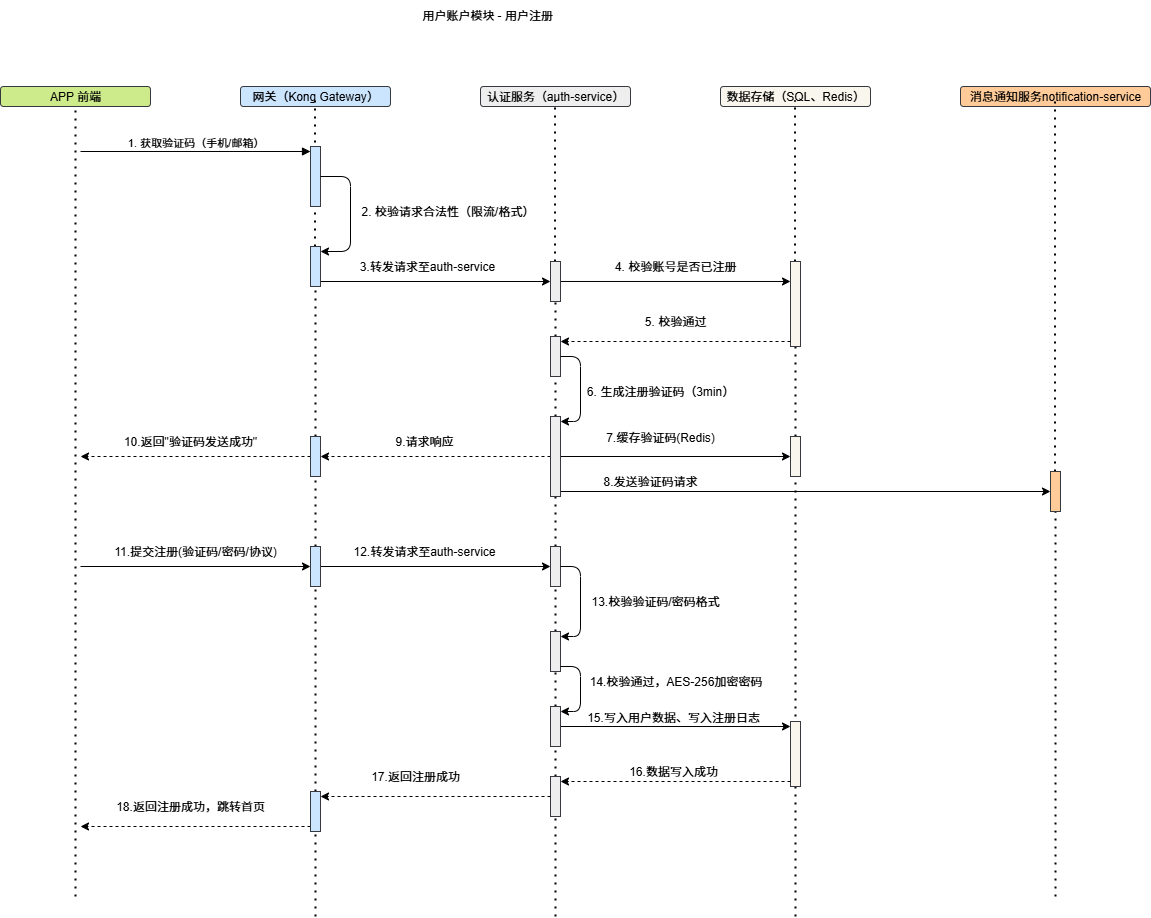 用户账户模块 - 用户注册
APP 前端
网关（Kong Gateway）
认证服务（auth-service）
数据存储（SQL、Redis）
消息通知服务notification-service
1. 获取验证码（手机/邮箱）
2. 校验请求合法性（限流/格式）
3.转发请求至auth-service
4. 校验账号是否已注册
5. 校验通过
6. 生成注册验证码（3min）
7.缓存验证码(Redis)
8.发送验证码请求
9.请求响应
10.返回"验证码发送成功"
11.提交注册(验证码/密码/协议)
12.转发请求至auth-service
13.校验验证码/密码格式
14.校验通过，AES-256加密密码
15.写入用户数据、写入注册日志
16.数据写入成功
17.返回注册成功
18.返回注册成功，跳转首页